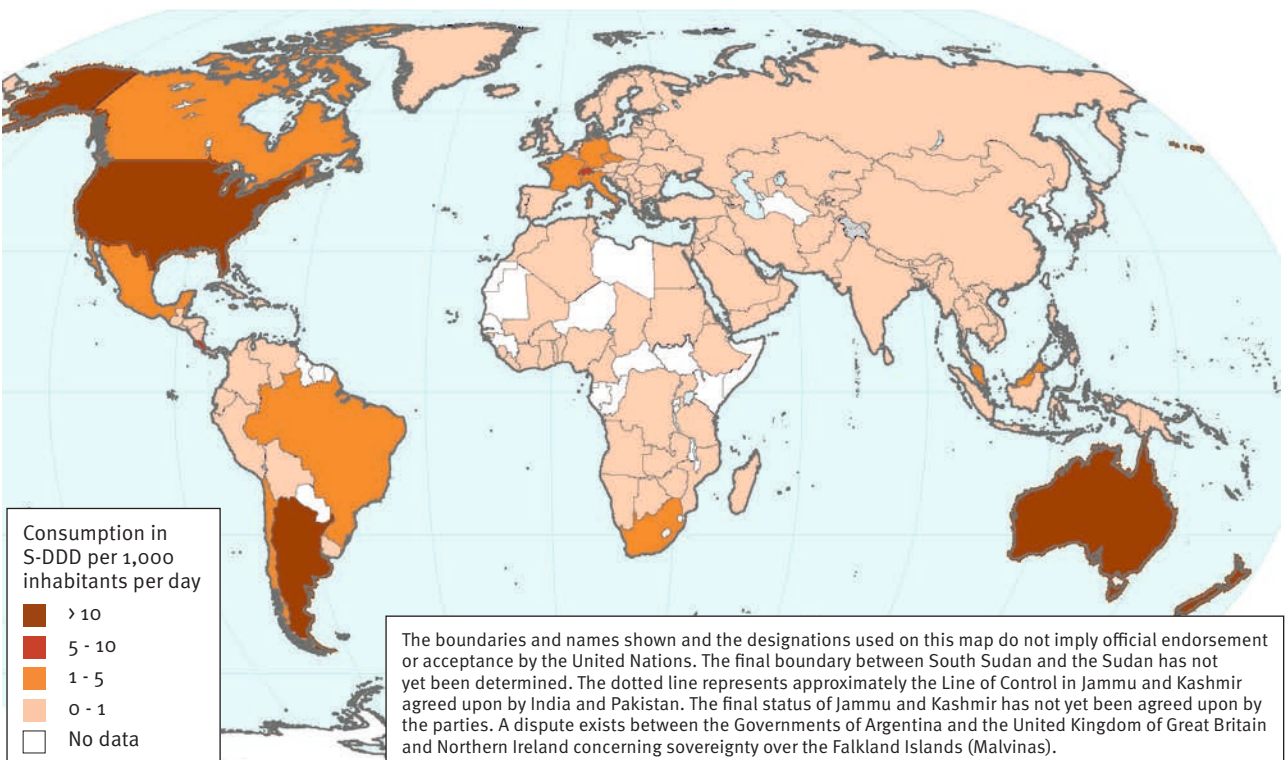 Consumption in
S-DDD per 1,000
inhabitants per day
> 10
5 - 10
1 - 5
0 - 1
No data
The boundaries and names shown and the designations used on this map do not imply official endorsement
or acceptance by the United Nations. The final boundary between South Sudan and the Sudan has not
yet been determined. The dotted line represents approximately the Line of Control in Jammu and Kashmir
agreed upon by India and Pakistan. The final status of Jammu and Kashmir has not yet been agreed upon by
the parties. A dispute exists between the Governments of Argentina and the United Kingdom of Great Britain
and Northern Ireland concerning sovereignty over the Falkland Islands (Malvinas).